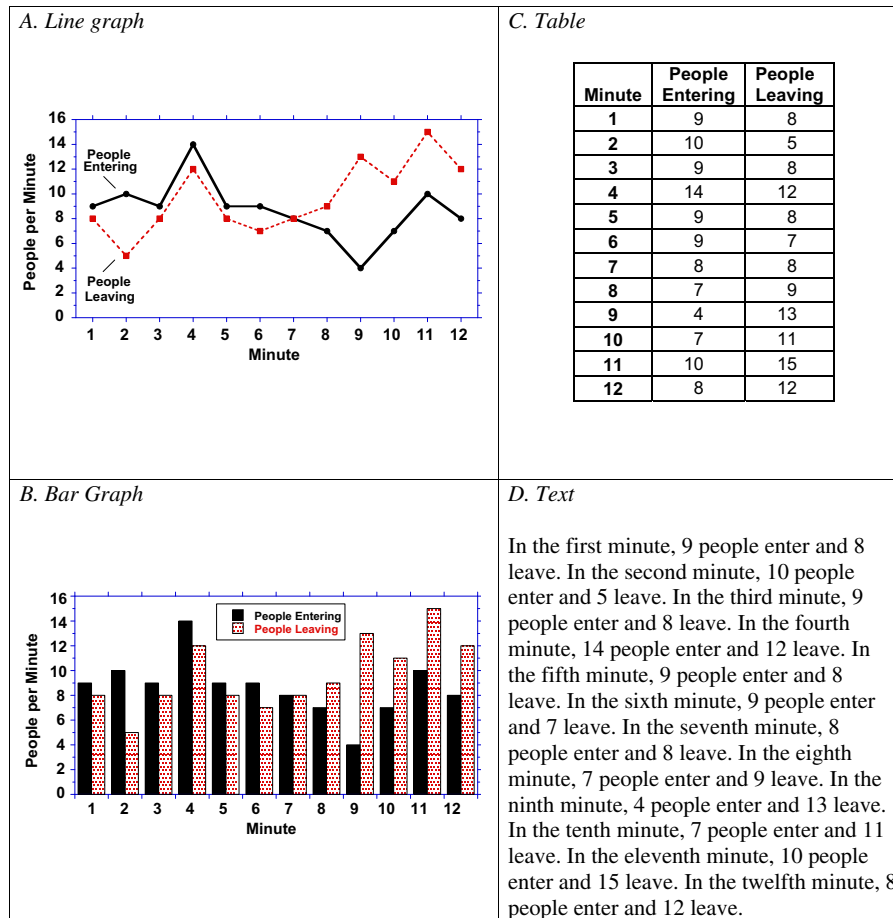 A. Line graph
16
14
12
10
8
6
4
2
0
People per Minute
People
Entering
People
Leaving
1 2 3 4 5 6 7 8 9 10 11 12
Minute
C. Table
Minute People Entering People Leaving
1 9 8
2 10 5
3 9 8
4 14 12
5 9 8
6 9 7
7 8 8
8 7 9
9 4 13
10 7 11
11 10 15
12 8 12
B. Bar Graph
16
14
12
10
8
6
4
2
0
People per Minute
People Entering
People Leaving
1 2 3 4 5 6 7 8 9 10 11 12
Minute
D. Text
In the first minute, 9 people enter and 8
leave. In the second minute, 10 people
enter and 5 leave. In the third minute, 9
people enter and 8 leave. In the fourth
minute, 14 people enter and 12 leave. In
the fifth minute, 9 people enter and 8
leave. In the sixth minute, 9 people enter
and 7 leave. In the seventh minute, 8
people enter and 8 leave. In the eighth
minute, 7 people enter and 9 leave. In the
ninth minute, 4 people enter and 13 leave.
In the tenth minute, 7 people enter and 11
leave. In the eleventh minute, 10 people
enter and 15 leave. In the twelfth minute, 8
people enter and 12 leave.